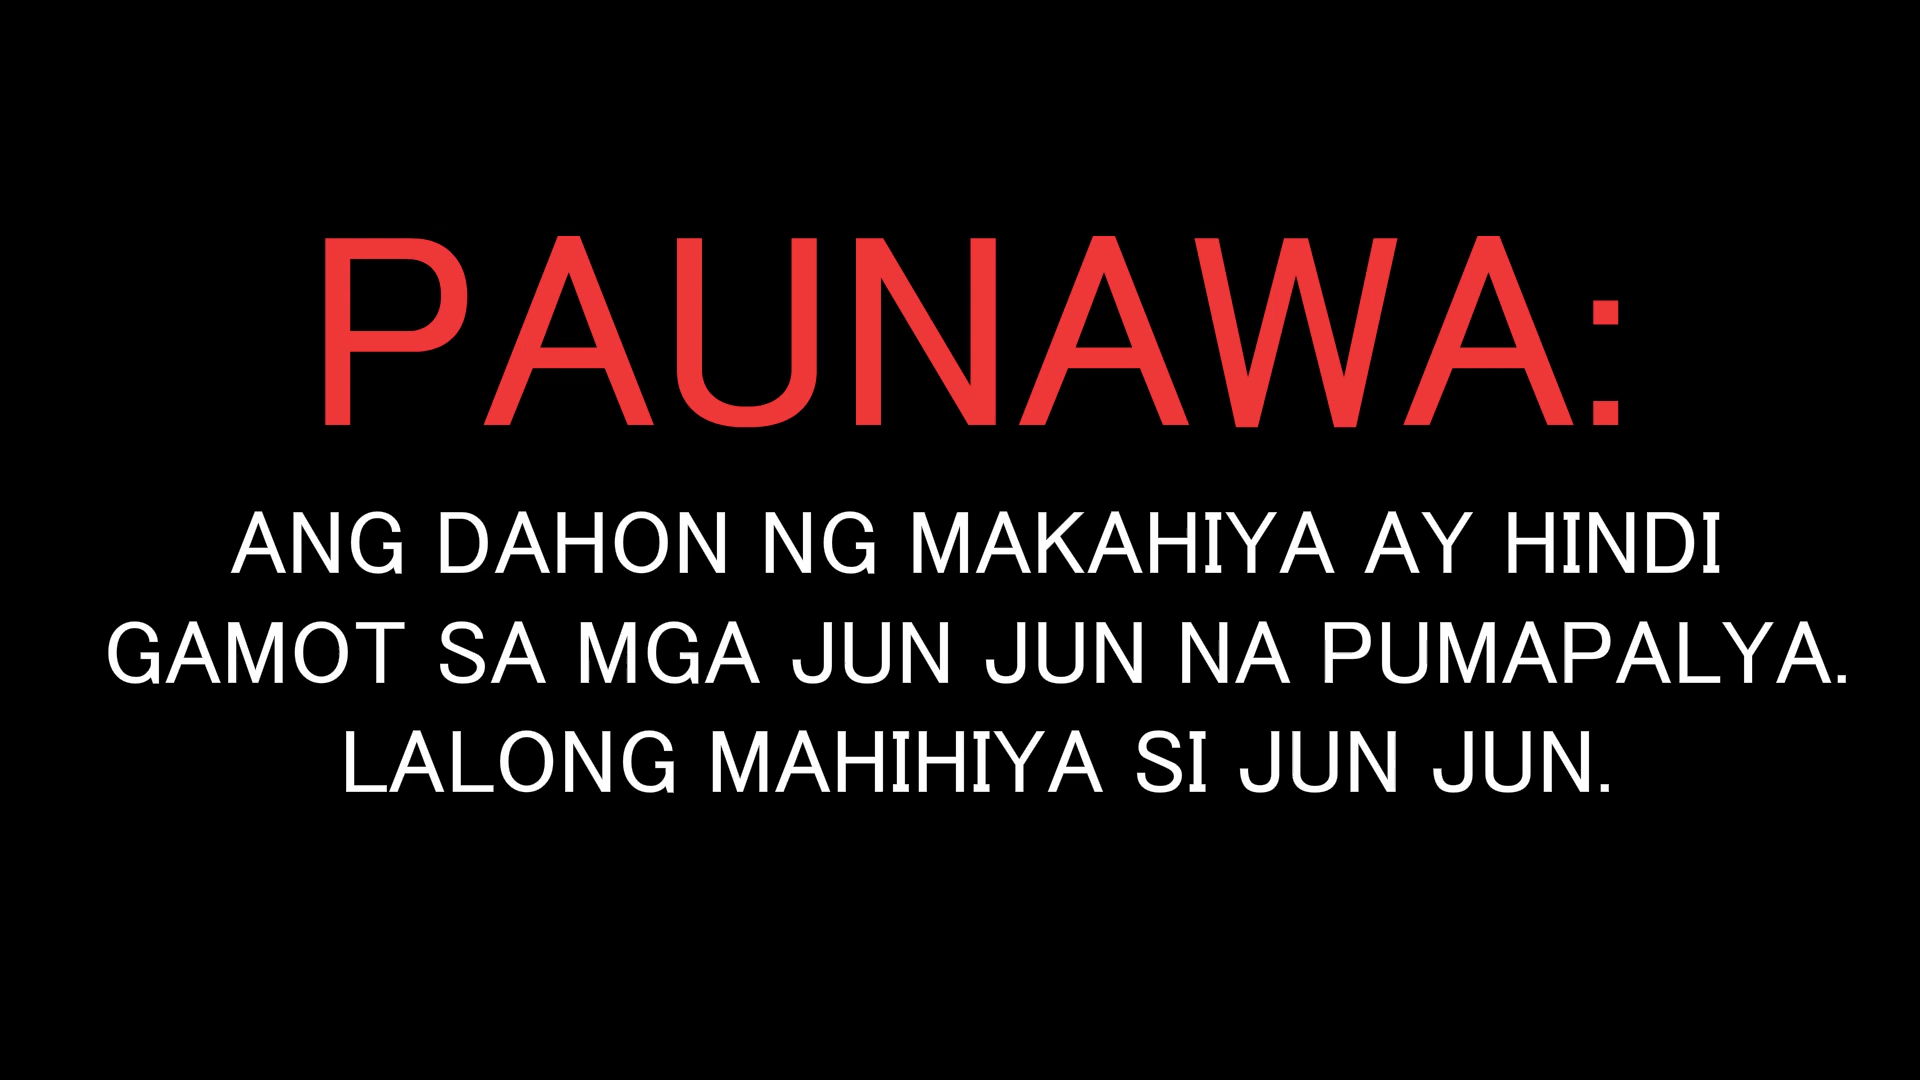 PAUNAWA:
ANG DAHON NG MAKAHIYA AY HINDI
GAMOT SA MGA JUN JUN NA PUMAPALYA.
LALONG MAHIHIYA SI JUN JUN.